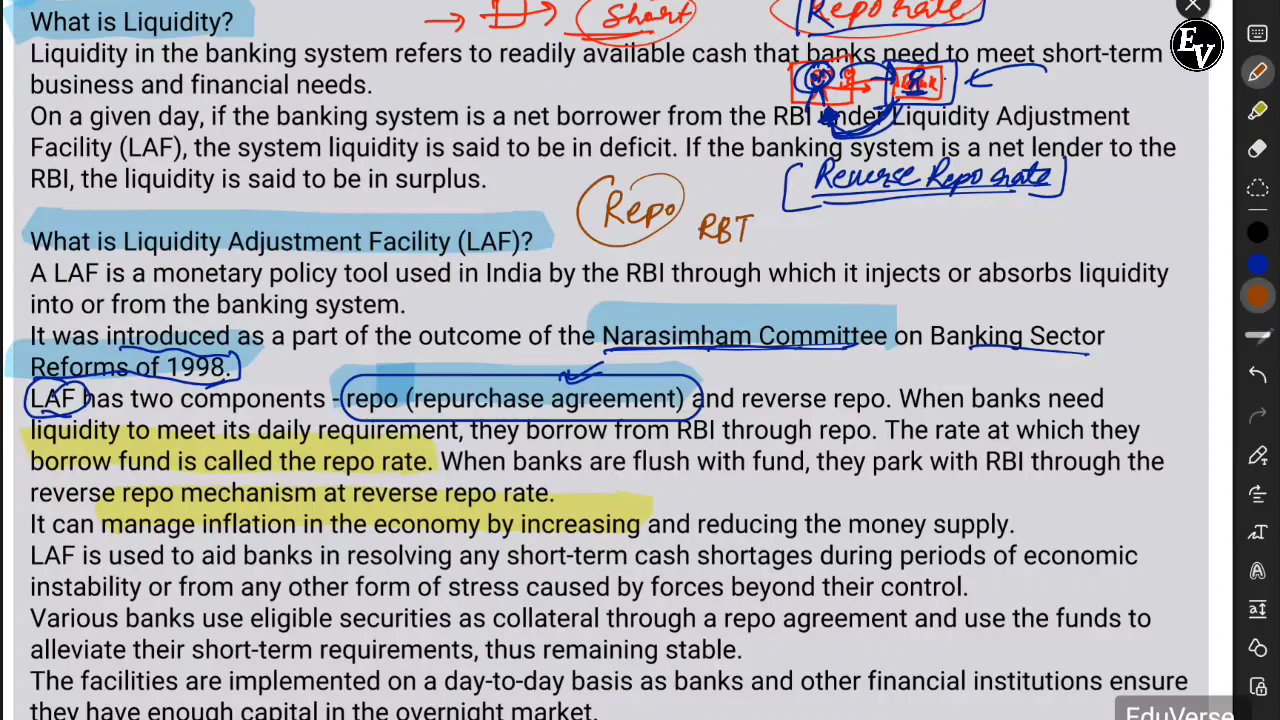 Short
Repo rate
EV
What is Liquidity?
Liquidity in the banking system refers to readily available cash that banks need to meet short-term
business and financial needs.
On a given day, if the banking system is a net borrower from the RBI under Liquidity Adjustment
Facility (LAF), the system liquidity is said to be in deficit. If the banking system is a net lender to the
RBI, the liquidity is said to be in surplus.
Reverse Repo rate
Repo
RBT
What is Liquidity Adjustment Facility (LAF)?
A LAF is a monetary policy tool used in India by the RBI through which it injects or absorbs liquidity
into or from the banking system.
It was introduced as a part of the outcome of the Narasimham Committee on Banking Sector
Reforms of 1998.
LAF has two components - repo (repurchase agreement) and reverse repo. When banks need
liquidity to meet its daily requirement, they borrow from RBI through repo. The rate at which they
borrow fund is called the repo rate. When banks are flush with fund, they park with RBI through the
reverse repo mechanism at reverse repo rate.
It can manage inflation in the economy by increasing and reducing the money supply.
LAF is used to aid banks in resolving any short-term cash shortages during periods of economic
instability or from any other form of stress caused by forces beyond their control.
Various banks use eligible securities as collateral through a repo agreement and use the funds to
alleviate their short-term requirements, thus remaining stable.
The facilities are implemented on a day-to-day basis as banks and other financial institutions ensure
they have enough capital in the overnight market.
EduVerse